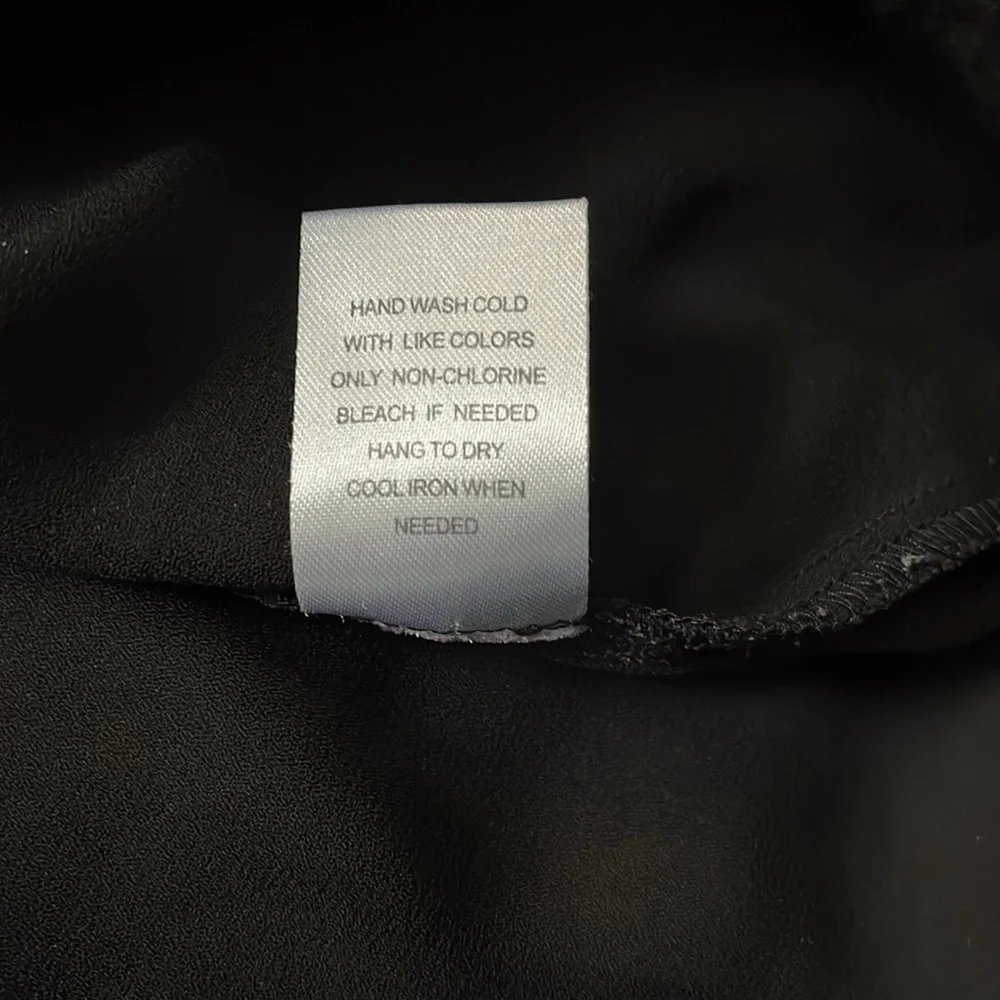 HAND WASH COLD
WITH LIKE COLORS
ONLY NON-CHLORINE
BLEACH IF NEEDED
HANG TO DRY
COOL IRON WHEN
NEEDED